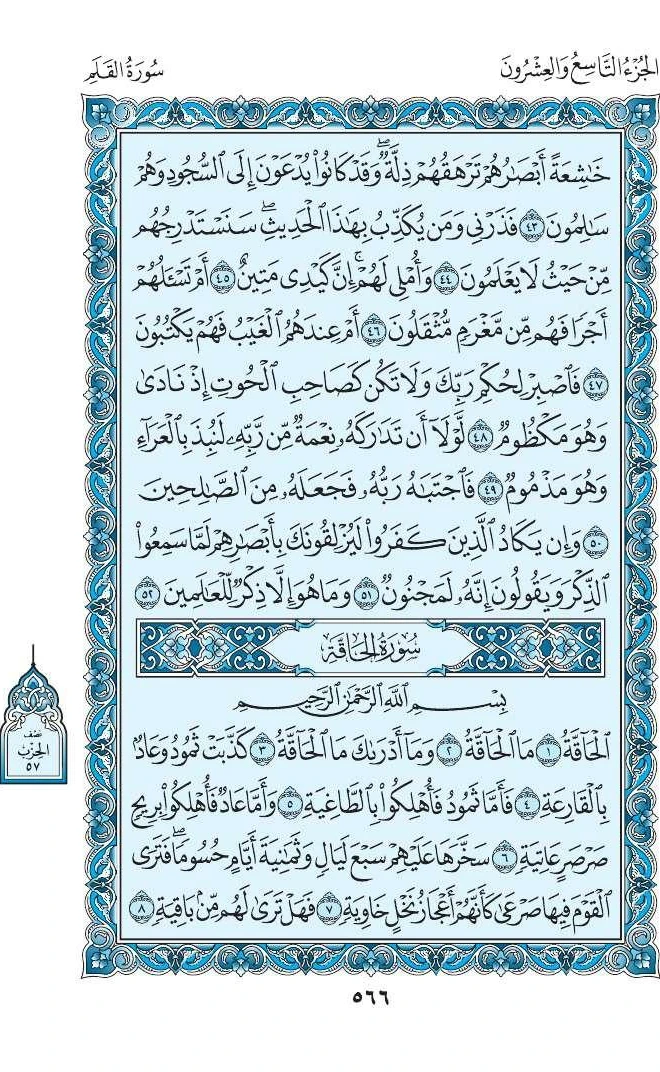 الجُزْءُ التَّاسِعُ وَالعِشْرُونَ
سُورَةُ القَلَمِ
خَٰشِعَةً أَبْصَٰرُهُمْ تَرْهَقُهُمْ ذِلَّةٌۖ وَقَدْ كَانُوا۟ يُدْعَوْنَ إِلَى ٱلسُّجُودِ وَهُمْ
سَٰلِمُونَ ٤٣ فَذَرْنِى وَمَن يُكَذِّبُ بِهَٰذَا ٱلْحَدِيثِۖ سَنَسْتَدْرِجُهُم
مِّنْ حَيْثُ لَا يَعْلَمُونَ ٤٤ وَأُمْلِى لَهُمْۚ إِنَّ كَيْدِى مَتِينٌ ٤٥ أَمْ تَسْـَٔلُهُمْ
أَجْرًا فَهُم مِّن مَّغْرَمٍ مُّثْقَلُونَ ٤٦ أَمْ عِندَهُمُ ٱلْغَيْبُ فَهُمْ يَكْتُبُونَ
٤٧ فَٱصْبِرْ لِحُكْمِ رَبِّكَ وَلَا تَكُن كَصَاحِبِ ٱلْحُوتِ إِذْ نَادَىٰ
وَهُوَ مَكْظُومٌ ٤٨ لَّوْلَآ أَن تَدَٰرَكَهُۥ نِعْمَةٌ مِّن رَّبِّهِۦ لَنُبِذَ بِٱلْعَرَآءِ
وَهُوَ مَذْمُومٌ ٤٩ فَٱجْتَبَٰهُ رَبُّهُۥ فَجَعَلَهُۥ مِنَ ٱلصَّٰلِحِينَ
٥٠ وَإِن يَكَادُ ٱلَّذِينَ كَفَرُوا۟ لَيُزْلِقُونَكَ بِأَبْصَٰرِهِمْ لَمَّا سَمِعُوا۟
ٱلذِّكْرَ وَيَقُولُونَ إِنَّهُۥ لَمَجْنُونٌ ٥١ وَمَا هُوَ إِلَّا ذِكْرٌ لِّلْعَٰلَمِينَ ٥٢
سُورَةُ الحَاقَّةِ
بِسْمِ ٱللَّهِ ٱلرَّحْمَٰنِ ٱلرَّحِيمِ
ٱلْحَآقَّةُ ١ مَا ٱلْحَآقَّةُ ٢ وَمَآ أَدْرَىٰكَ مَا ٱلْحَآقَّةُ ٣ كَذَّبَتْ ثَمُودُ وَعَادٌۢ
بِٱلْقَارِعَةِ ٤ فَأَمَّا ثَمُودُ فَأُهْلِكُوا۟ بِٱلطَّاغِيَةِ ٥ وَأَمَّا عَادٌ فَأُهْلِكُوا۟ بِرِيحٍ
صَرْصَرٍ عَاتِيَةٍ ٦ سَخَّرَهَا عَلَيْهِمْ سَبْعَ لَيَالٍ وَثَمَٰنِيَةَ أَيَّامٍ حُسُومًاۖ فَتَرَى
ٱلْقَوْمَ فِيهَا صَرْعَىٰ كَأَنَّهُمْ أَعْجَازُ نَخْلٍ خَاوِيَةٍ ٧ فَهَلْ تَرَىٰ لَهُم مِّنۢ بَاقِيَةٍ ٨
نصف
الحزب
٥٧
٥٦٦